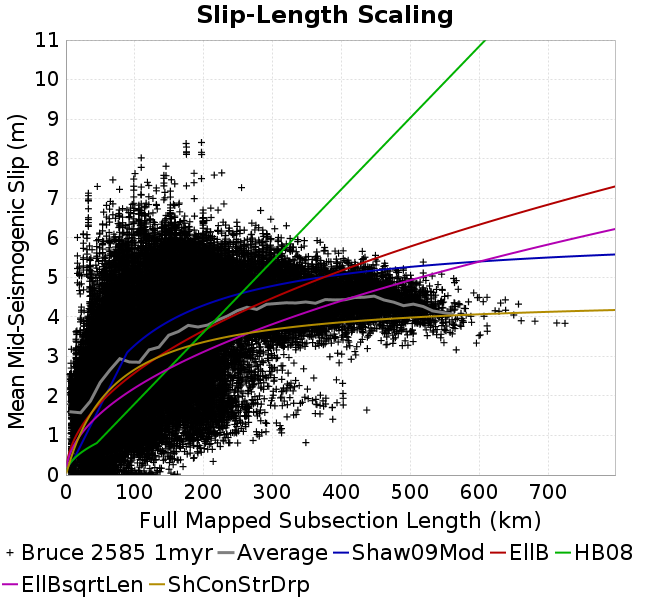 Slip-Length Scaling
Mean Mid-Seismogenic Slip (m)
11
10
9
8
7
6
5
4
3
2
1
0
0 100 200 300 400 500 600 700
Full Mapped Subsection Length (km)
Bruce 2585 1myr Average Shaw09Mod EllB HB08
EllBsqrtLen ShConStrDrp